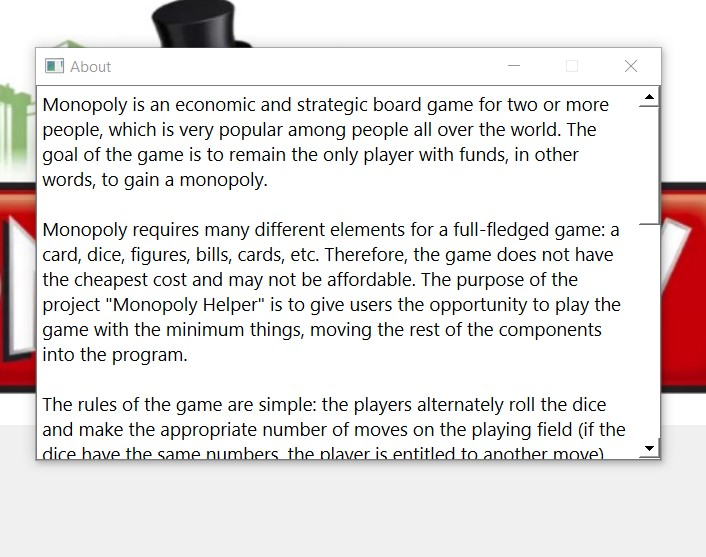 About
Monopoly is an economic and strategic board game for two or more
people, which is very popular among people all over the world. The
goal of the game is to remain the only player with funds, in other
words, to gain a monopoly.
Monopoly requires many different elements for a full-fledged game: a
card, dice, figures, bills, cards, etc. Therefore, the game does not have
the cheapest cost and may not be affordable. The purpose of the
project "Monopoly Helper" is to give users the opportunity to play the
game with the minimum things, moving the rest of the components
into the program.
The rules of the game are simple: the players alternately roll the dice
and make the appropriate number of moves on the playing field (if the
dice have the same numbers, the player is entitled to another move)